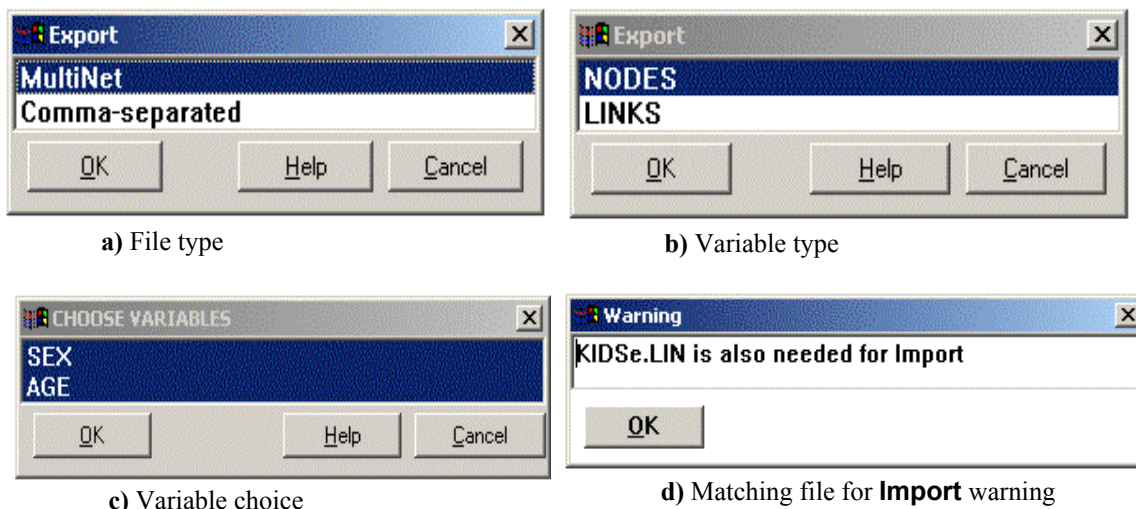 Export
MultiNet
Comma-separated
OK Help Cancel
a) File type
Export
NODES
LINKS
OK Help Cancel
b) Variable type
CHOOSE VARIABLES
SEX
AGE
OK Help Cancel
c) Variable choice
Warning
KIDSe.LIN is also needed for Import
OK
d) Matching file for Import warning